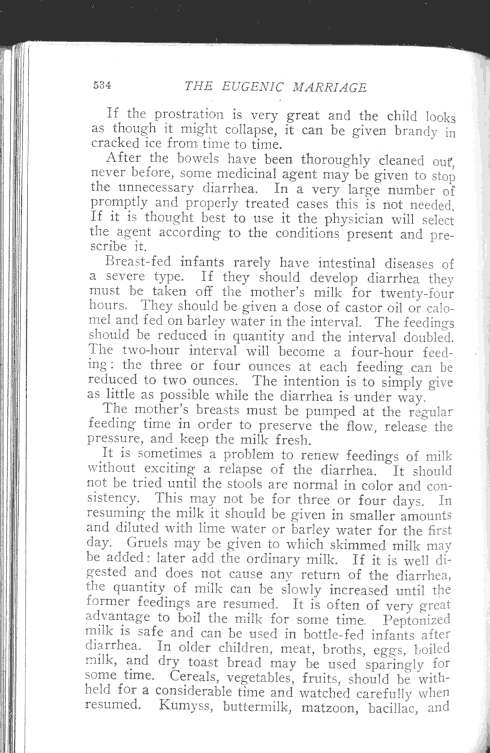 534 THE EUGENIC MARRIAGE
If the prostration is very great and the child looks
as though it might collapse, it can be given brandy in
cracked ice from time to time.
After the bowels have been thoroughly cleaned out,
never before, some medicinal agent may be given to stop
the unnecessary diarrhea. In a very large number of
promptly and properly treated cases this is not needed.
If it is thought best to use it the physician will select
the agent according to the conditions present and pre-
scribe it.
Breast-fed infants rarely have intestinal diseases of
a severe type. If they should develop diarrhea they
must be taken off the mother's milk for twenty-four
hours. They should be given a dose of castor oil or calo-
mel and fed on barley water in the interval. The feedings
should be reduced in quantity and the interval doubled.
The two-hour interval will become a four-hour feed-
ing: the three or four ounces at each feeding can be
reduced to two ounces. The intention is to simply give
as little as possible while the diarrhea is under way.
The mother's breasts must be pumped at the regular
feeding time in order to preserve the flow, release the
pressure, and keep the milk fresh.
It is sometimes a problem to renew feedings of milk
without exciting a relapse of the diarrhea. It should
not be tried until the stools are normal in color and con-
sistency. This may not be for three or four days. In
resuming the milk it should be given in smaller amounts
and diluted with lime water or barley water for the first
day. Gruels may be given to which skimmed milk may
be added: later add the ordinary milk. If it is well di-
gested and does not cause any return of the diarrhea,
the quantity of milk can be slowly increased until the
former feedings are resumed. It is often of very great
advantage to boil the milk for some time. Peptonized
milk is safe and can be used in bottle-fed infants after
diarrhea. In older children, meat, broths, eggs, boiled
milk, and dry toast bread may be used sparingly for
some time. Cereals, vegetables, fruits, should be with-
held for a considerable time and watched carefully when
resumed. Kumyss, buttermilk, matzoon, bacillac, and